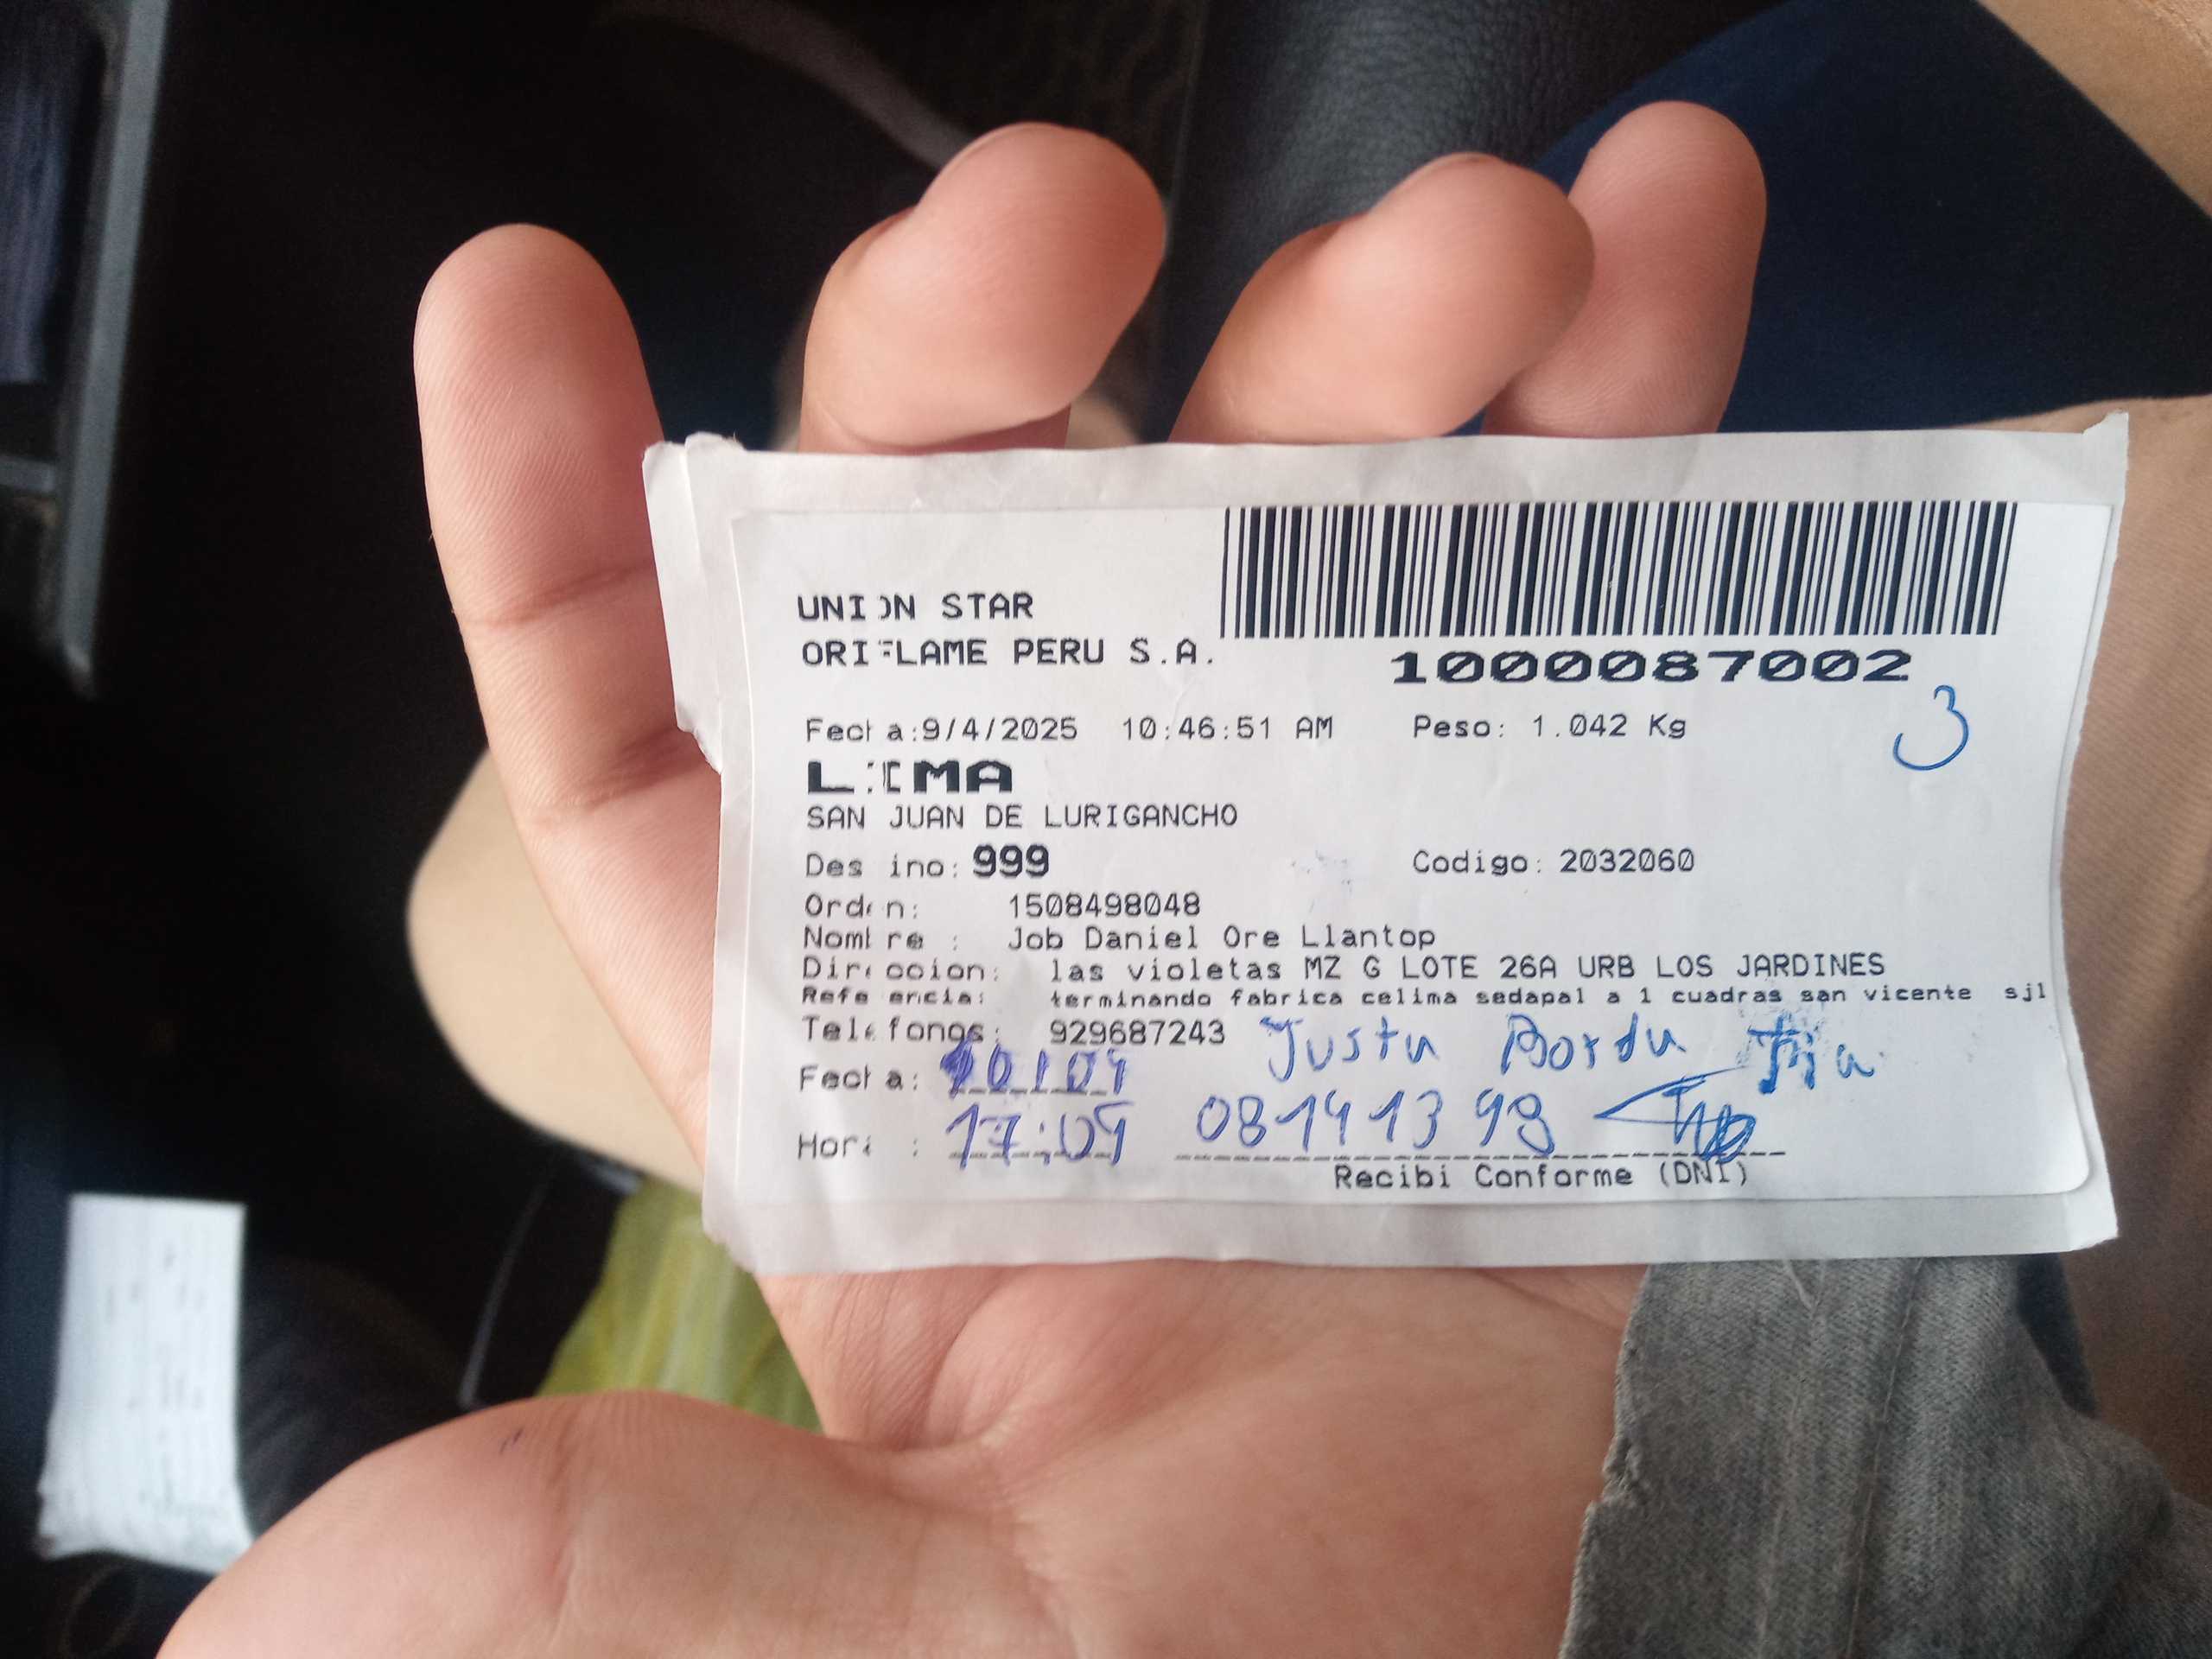 UNION STAR
ORIFLAME PERU S.A.
1000087002
3
Fecha:9/4/2025 10:46:51 AM Peso: 1.042 Kg
LIMA
SAN JUAN DE LURIGANCHO
Destino: 999 Codigo: 2032060
Orden: 1508498048
Nombre : Job Daniel Ore Llantop
Direccion: las violetas MZ G LOTE 26A URB LOS JARDINES
Referencia: terminando fabrica celima sedapal a 1 cuadras san vicente sjl
Telefonos: 929687243
Fecha: 10/04
Hora : 17:09 08141398
Recibi Conforme (DNI)